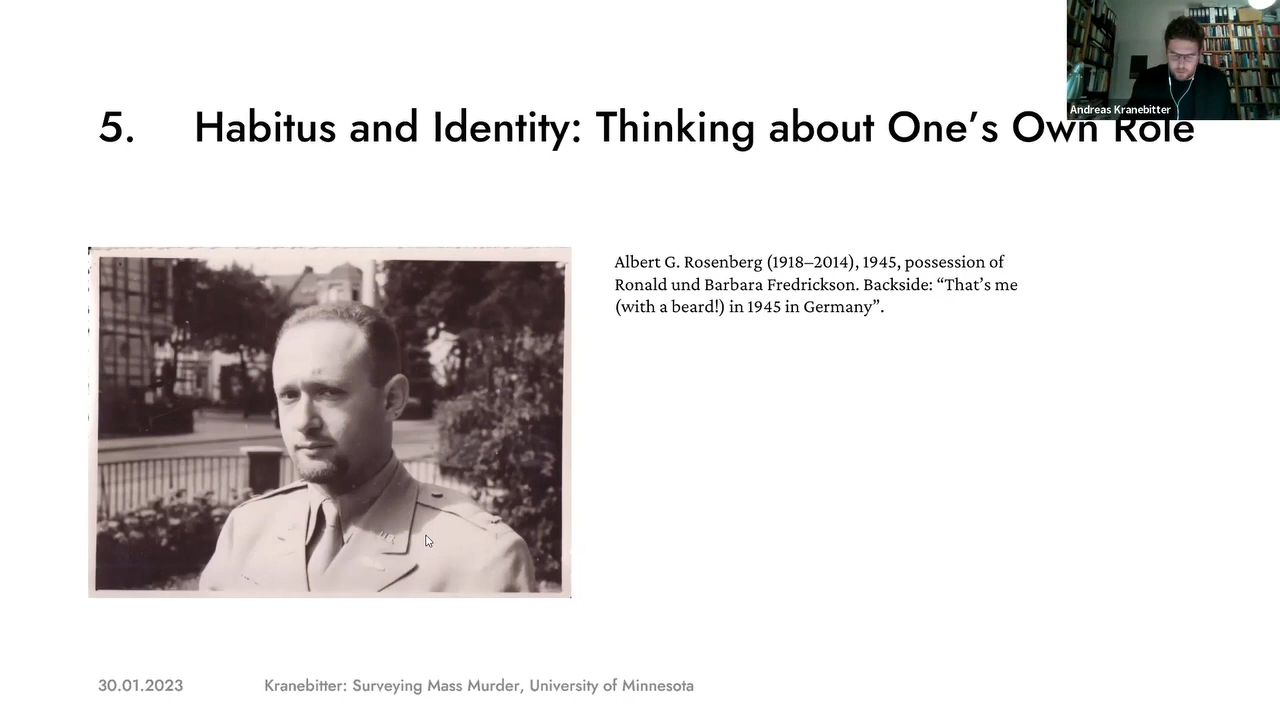 Andreas Kranebitter
5. Habitus and Identity: Thinking about One’s Own Role
Albert G. Rosenberg (1918–2014), 1945, possession of
Ronald und Barbara Fredrickson. Backside: “That’s me
(with a beard!) in 1945 in Germany”.
30.01.2023 Kranebitter: Surveying Mass Murder, University of Minnesota